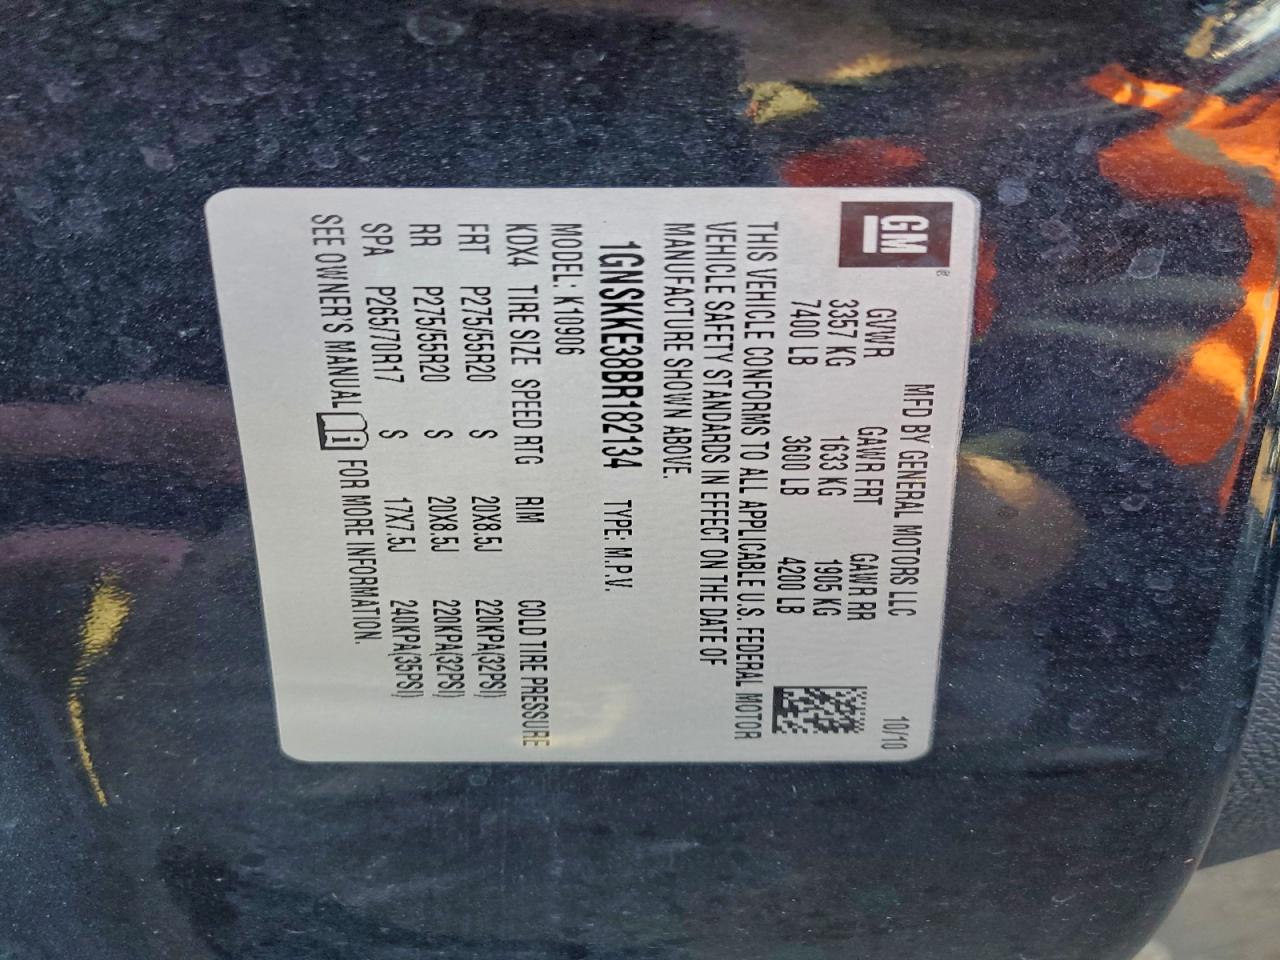 GM®
MFD BY GENERAL MOTORS LLC 10/10
GVWR GAWR FRT GAWR RR
3357 KG 1633 KG 1905 KG
7400 LB 3600 LB 4200 LB
THIS VEHICLE CONFORMS TO ALL APPLICABLE U.S. FEDERAL MOTOR
VEHICLE SAFETY STANDARDS IN EFFECT ON THE DATE OF
MANUFACTURE SHOWN ABOVE.
1GNSKKE38BR182134 TYPE: M.P.V.
MODEL: K10906
KDX4 TIRE SIZE SPEED RTG RIM COLD TIRE PRESSURE
FRT P275/55R20 S 20X8.5J 220KPA(32PSI)
RR P275/55R20 S 20X8.5J 220KPA(32PSI)
SPA P265/70R17 S 17X7.5J 240KPA(35PSI)
SEE OWNER'S MANUAL i FOR MORE INFORMATION.